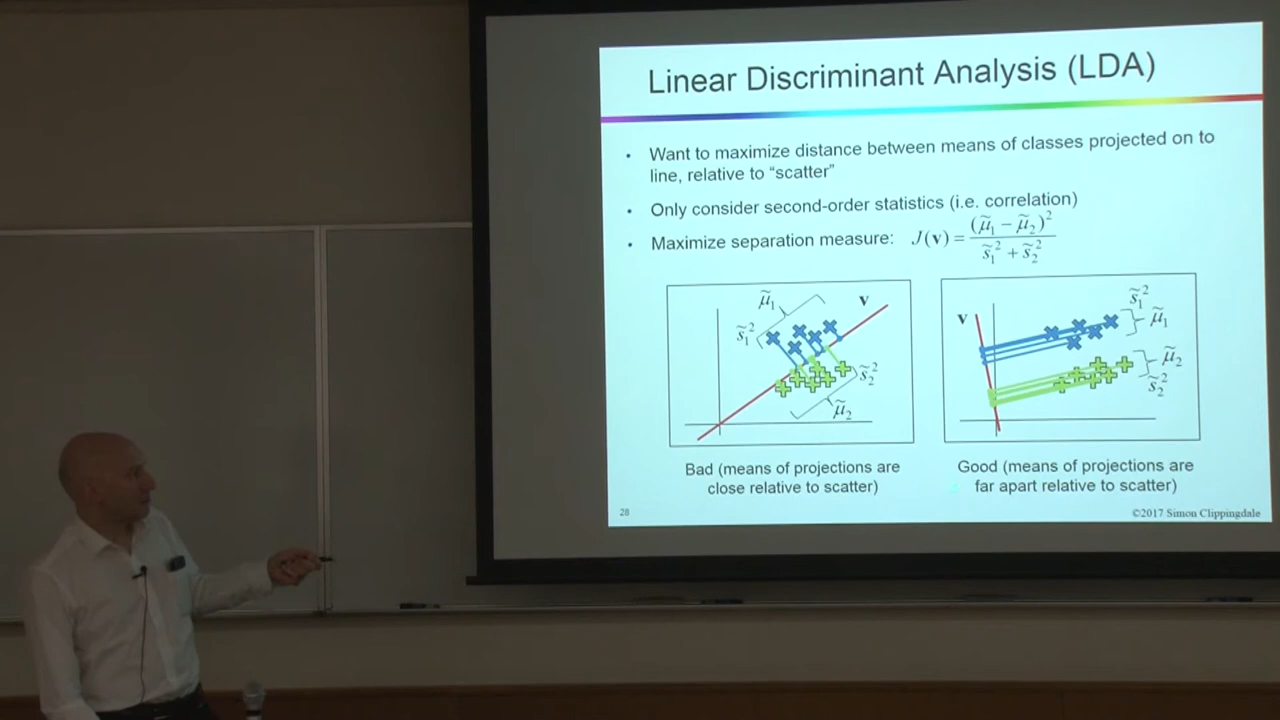 Linear Discriminant Analysis (LDA)
• Want to maximize distance between means of classes projected on to
line, relative to “scatter”
• Only consider second-order statistics (i.e. correlation)
• Maximize separation measure: J(v) = (μ̃₁ − μ̃₂)² / (s̃₁² + s̃₂²)
μ̃₁
v
s̃₁²
s̃₂²
μ̃₂
s̃₁²
v
μ̃₁
μ̃₂
s̃₂²
Bad (means of projections are
close relative to scatter)
Good (means of projections are
far apart relative to scatter)
28
©2017 Simon Clippingdale